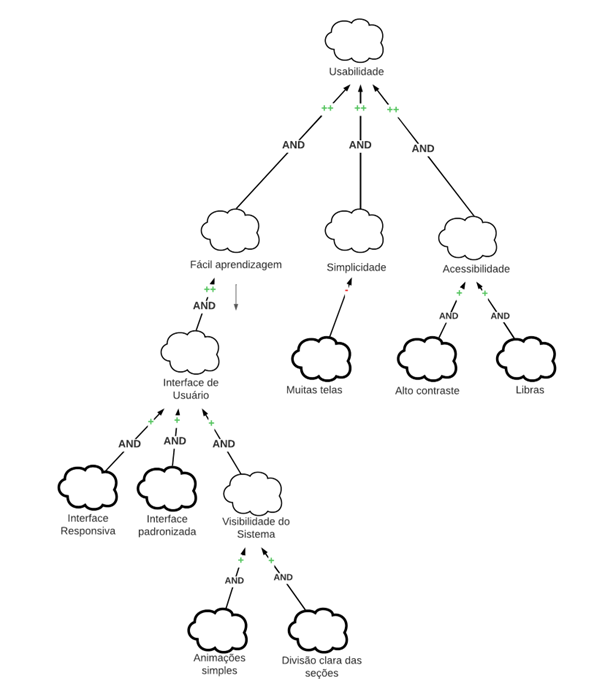 Usabilidade
++ ++ ++
AND AND AND
Fácil aprendizagem
Simplicidade
Acessibilidade
++
AND
-
+ +
AND AND
Interface de
Usuário
Muitas telas
Alto contraste
Libras
+ + +
AND AND AND
Interface
Responsiva
Interface
padronizada
Visibilidade do
Sistema
+ +
AND AND
Animações
simples
Divisão clara das
seções